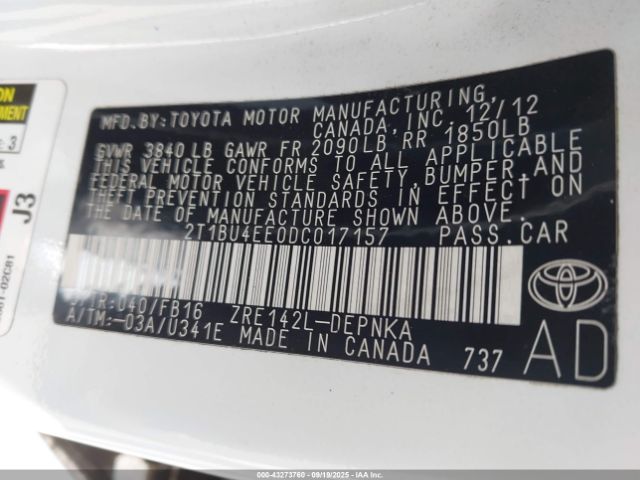 MFD.BY:TOYOTA MOTOR MANUFACTURING,
CANADA, INC. 12/12
GVWR 3840 LB GAWR FR 2090LB RR 1850LB
THIS VEHICLE CONFORMS TO ALL APPLICABLE
FEDERAL MOTOR VEHICLE SAFETY, BUMPER, AND
THEFT PREVENTION STANDARDS IN EFFECT ON
THE DATE OF MANUFACTURE SHOWN ABOVE.
2T1BU4EE0DC017157 PASS.CAR
C/TR:040/FB16 ZRE142L-DEPNKA
A/TM:-03A/U341E MADE IN CANADA 737
AD
J3
000-43273760 - 09/19/2025 - IAAI.COM